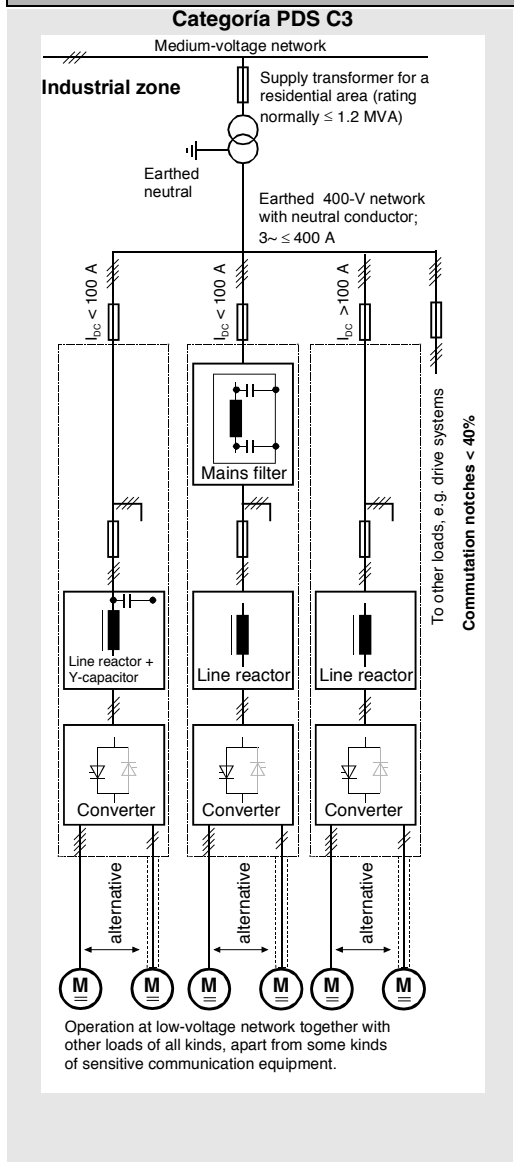 Categoría PDS C3
Medium-voltage network
Industrial zone
Supply transformer for a
residential area (rating
normally ≤ 1.2 MVA)
Earthed
neutral
Earthed 400-V network
with neutral conductor;
3~ ≤ 400 A
I_DC < 100 A
I_DC < 100 A
I_DC >100 A
To other loads, e.g. drive systems
Commutation notches < 40%
Mains filter
Line reactor +
Y-capacitor
Line reactor
Line reactor
Converter
Converter
Converter
alternative
alternative
alternative
M
M
M
M
M
M
Operation at low-voltage network together with
other loads of all kinds, apart from some kinds
of sensitive communication equipment.